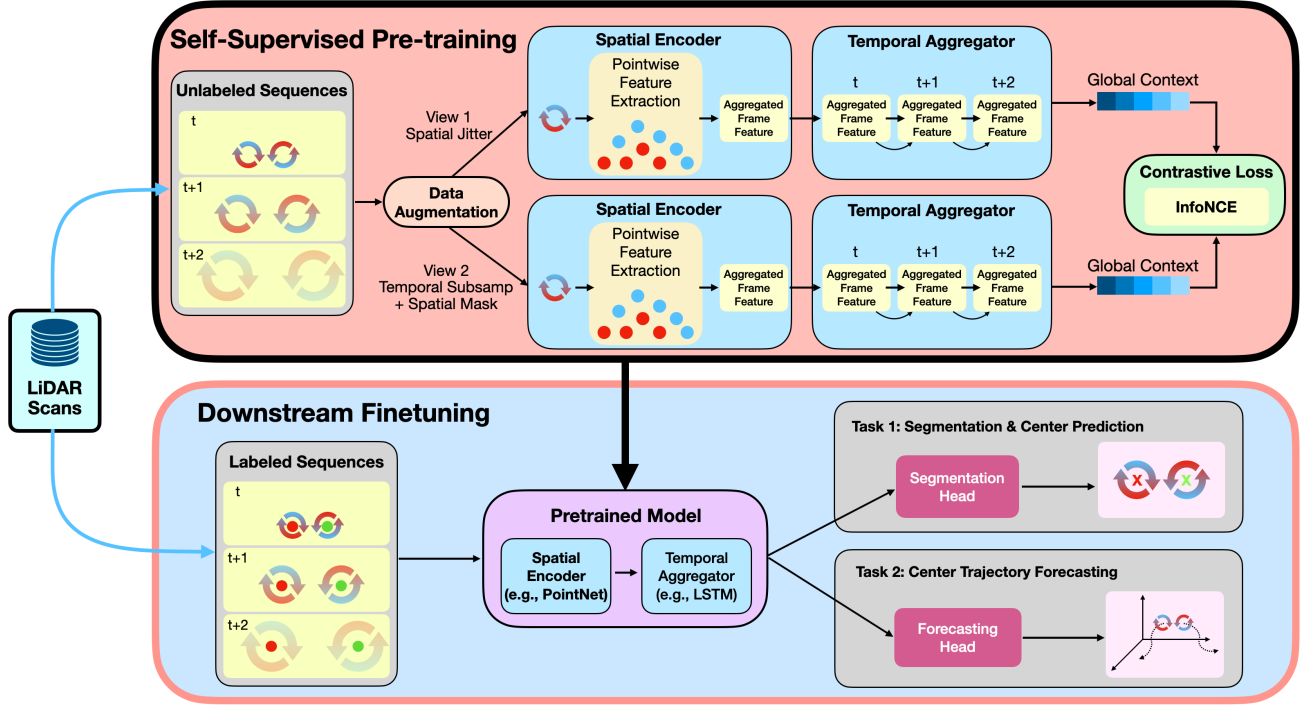 Self-Supervised Pre-training
Unlabeled Sequences
t
t+1
t+2
Data
Augmentation
View 1
Spatial Jitter
View 2
Temporal Subsamp
+ Spatial Mask
Spatial Encoder
Pointwise
Feature
Extraction
Aggregated
Frame
Feature
Temporal Aggregator
t
t+1
t+2
Aggregated
Frame
Feature
Aggregated
Frame
Feature
Aggregated
Frame
Feature
Global Context
Spatial Encoder
Pointwise
Feature
Extraction
Aggregated
Frame
Feature
Temporal Aggregator
t
t+1
t+2
Aggregated
Frame
Feature
Aggregated
Frame
Feature
Aggregated
Frame
Feature
Global Context
Contrastive Loss
InfoNCE
LiDAR
Scans
Downstream Finetuning
Labeled Sequences
t
t+1
t+2
Pretrained Model
Spatial
Encoder
(e.g., PointNet)
Temporal
Aggregator
(e.g., LSTM)
Task 1: Segmentation & Center Prediction
Segmentation
Head
X
X
Task 2: Center Trajectory Forecasting
Forecasting
Head